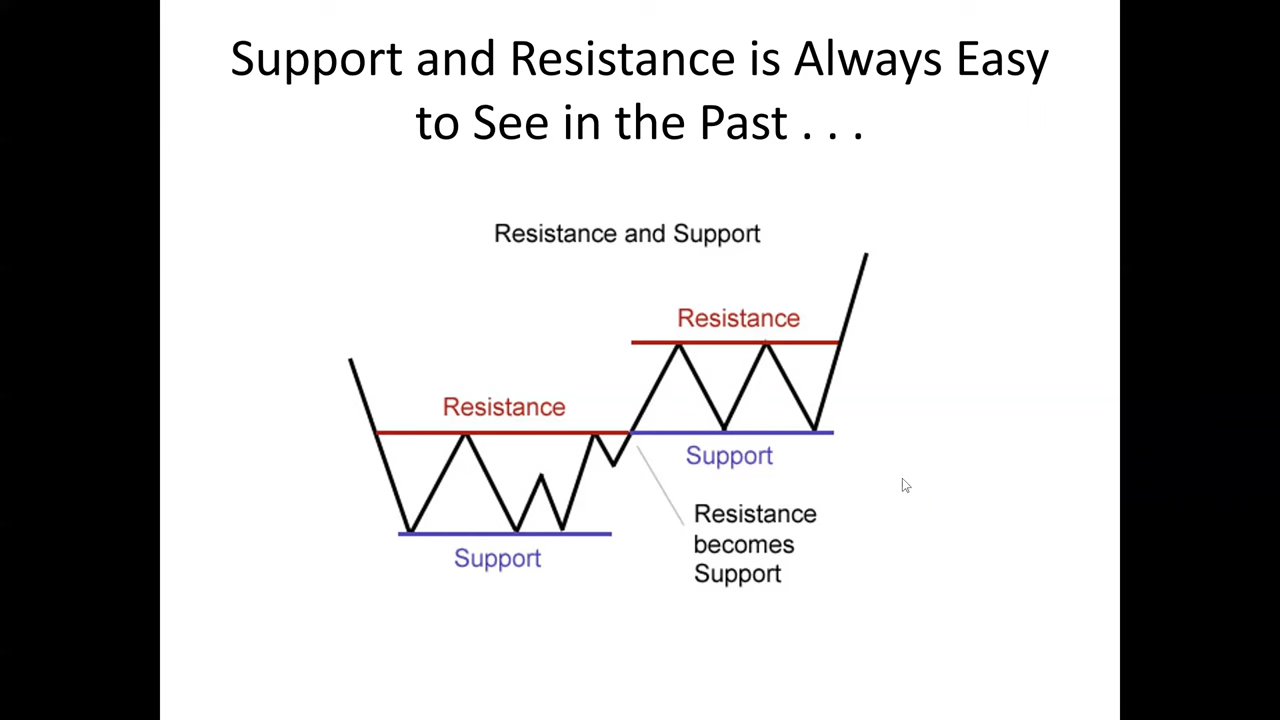 Support and Resistance is Always Easy
to See in the Past . . .
Resistance and Support
Resistance
Resistance
Support
Support
Resistance
becomes
Support